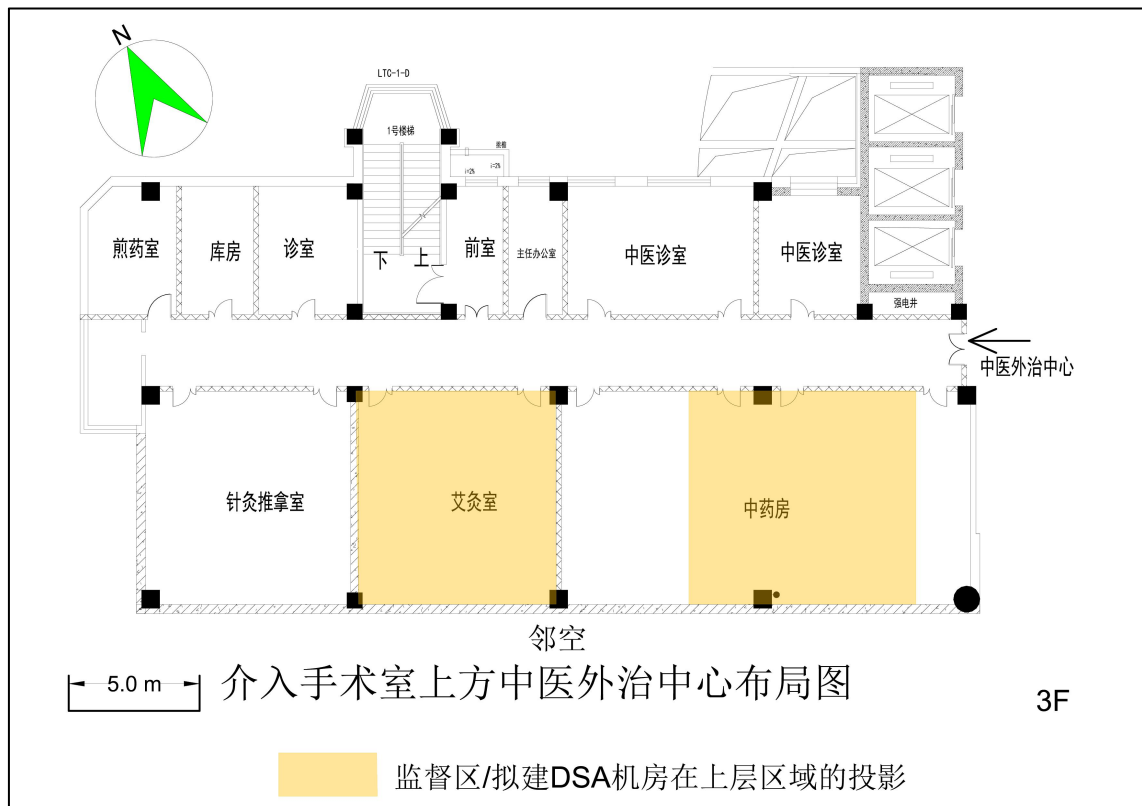 N
LTC-1-D
1号楼梯
i=2%
i=2%
煎药室
库房
诊室
下
上
前室
主任办公室
中医诊室
中医诊室
强电井
中医外治中心
针灸推拿室
艾灸室
中药房
邻空
5.0 m
介入手术室上方中医外治中心布局图
3F
监督区/拟建DSA机房在上层区域的投影